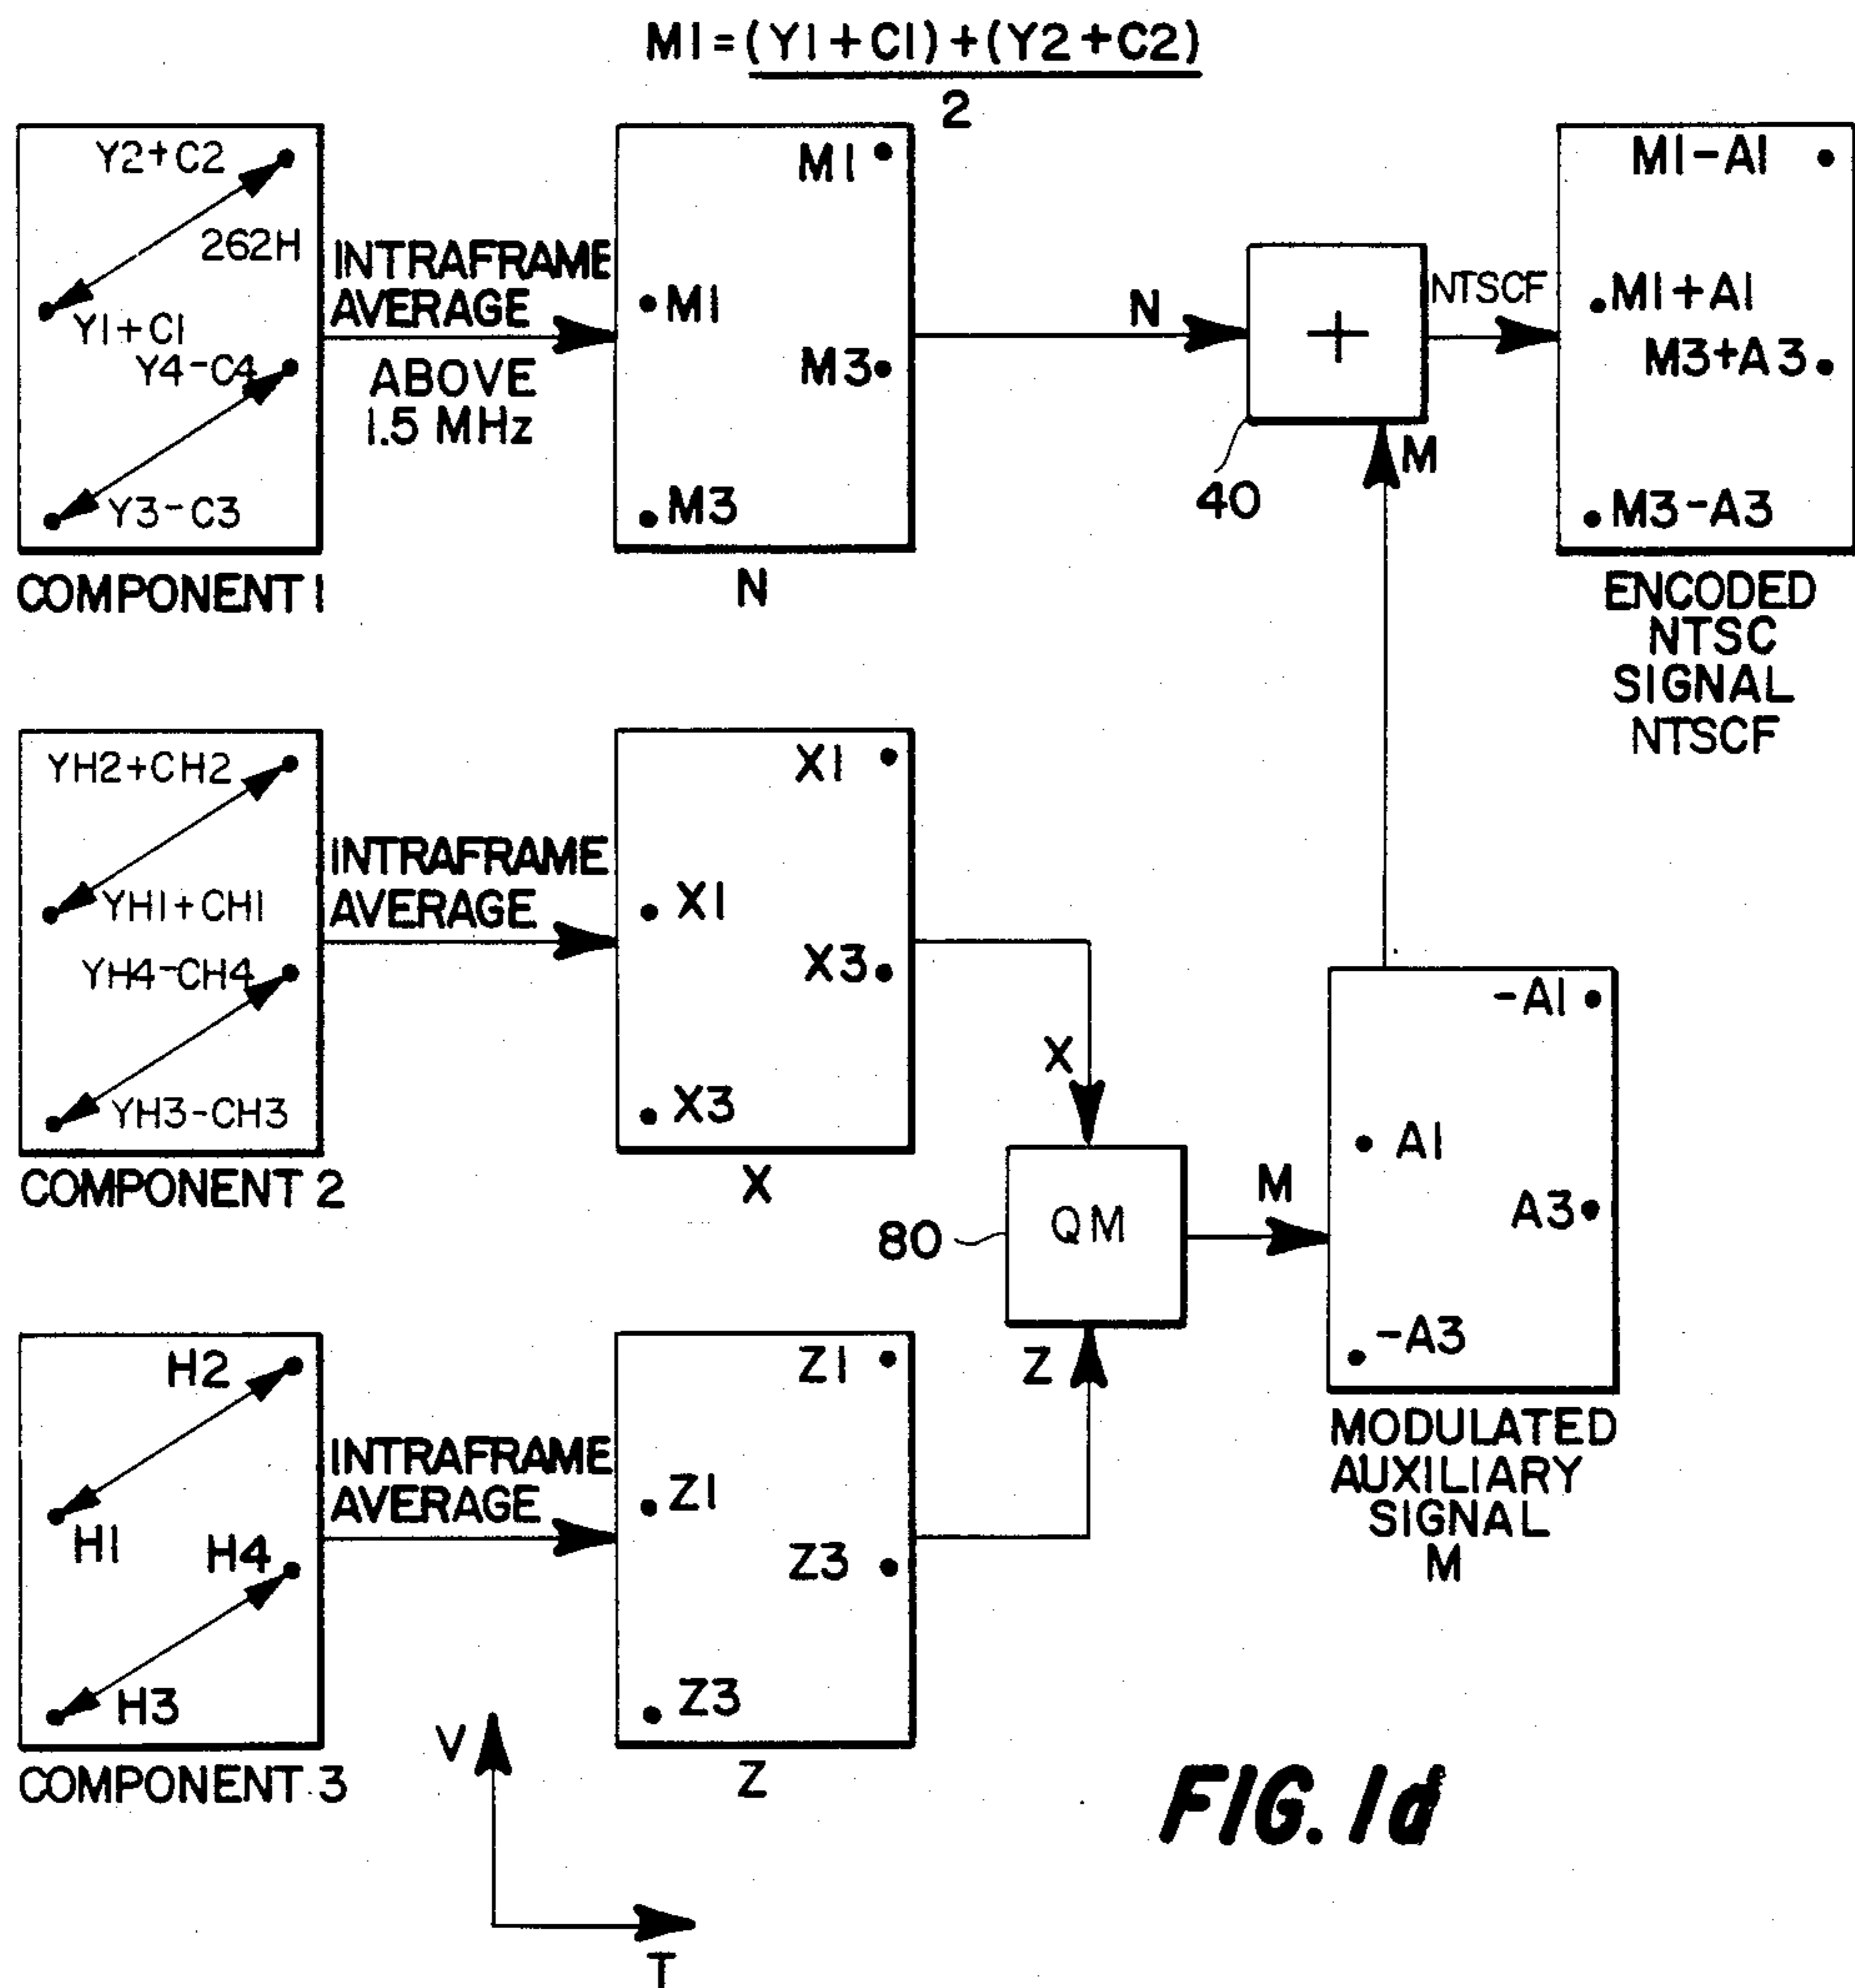 M1=(Y1+C1)+(Y2+C2)
2
Y2+C2
262H
Y1+C1
Y4-C4
Y3-C3
COMPONENT 1
INTRAFRAME
AVERAGE
ABOVE
1.5 MHz
M1
M1
M3
M3
N
N
+
40
M
NTSCF
M1-A1
M1+A1
M3+A3
M3-A3
ENCODED
NTSC
SIGNAL
NTSCF
YH2+CH2
YH1+CH1
YH4-CH4
YH3-CH3
COMPONENT 2
INTRAFRAME
AVERAGE
X1
X1
X3
X3
X
X
80
QM
M
-A1
A1
A3
-A3
MODULATED
AUXILIARY
SIGNAL
M
H2
H1
H4
H3
COMPONENT 3
INTRAFRAME
AVERAGE
Z1
Z1
Z3
Z3
Z
Z
V
T
FIG. 1d